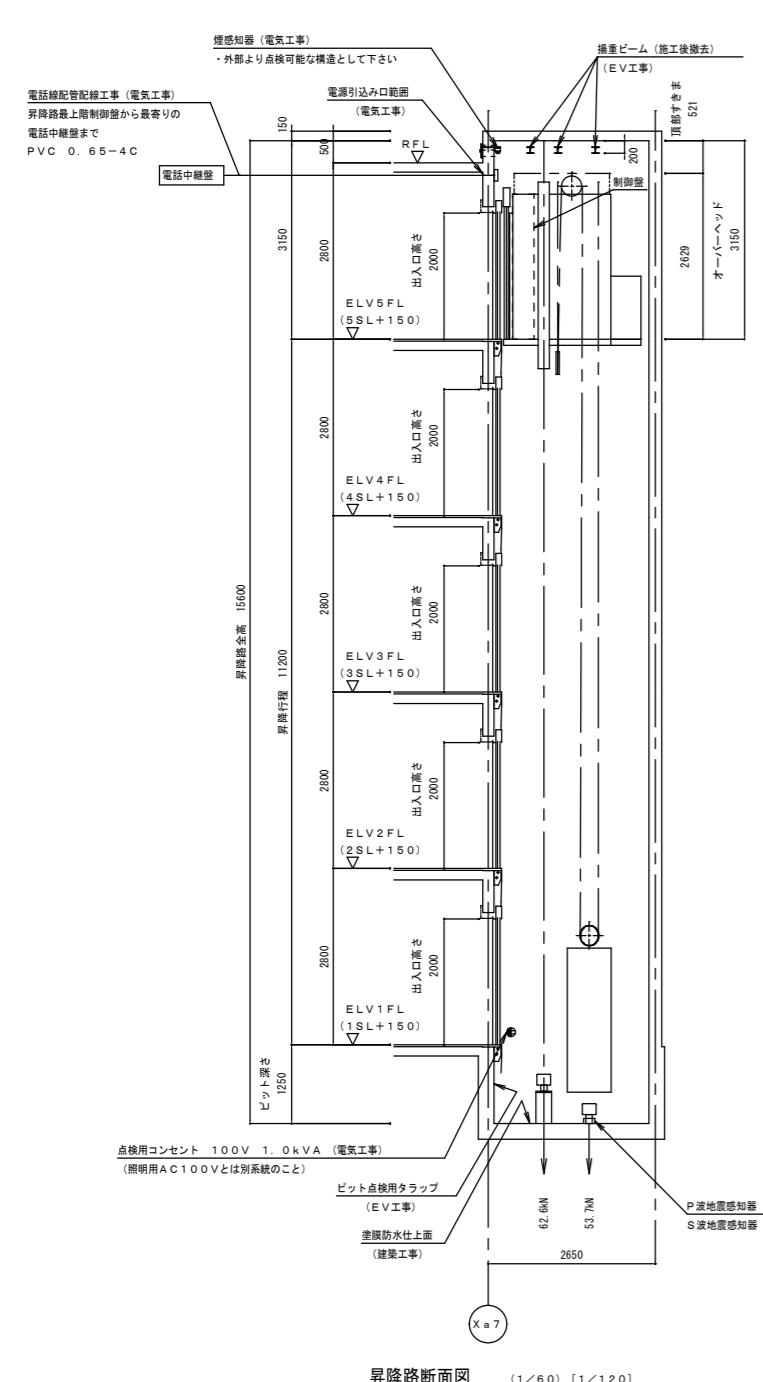 煙感知器（電気工事）
・外部より点検可能な構造として下さい
揚重ビーム（施工後撤去）
（ＥＶ工事）
電話線配管配線工事（電気工事）
昇降路最上階制御盤から最寄りの
電話中継盤まで
ＰＶＣ ０．６５－４Ｃ
電話中継盤
電源引込み口範囲
（電気工事）
頂部すきま
521
150
500
ＲＦＬ
200
制御盤
3150
2800
出入口高さ
2000
2629
オーバーヘッド
3150
ＥＬＶ５ＦＬ
（５ＳＬ＋１５０）
2800
出入口高さ
2000
ＥＬＶ４ＦＬ
（４ＳＬ＋１５０）
昇降路全高 15600
昇降行程 11200
2800
出入口高さ
2000
ＥＬＶ３ＦＬ
（３ＳＬ＋１５０）
2800
出入口高さ
2000
ＥＬＶ２ＦＬ
（２ＳＬ＋１５０）
2800
出入口高さ
2000
ＥＬＶ１ＦＬ
（１ＳＬ＋１５０）
ピット深さ
1250
点検用コンセント １００Ｖ １．０ｋＶＡ （電気工事）
（照明用ＡＣ１００Ｖとは別系統のこと）
ピット点検用タラップ
（ＥＶ工事）
塗膜防水仕上面
（建築工事）
62.6kN
53.7kN
Ｐ波地震感知器
Ｓ波地震感知器
2650
Ｘａ７
昇降路断面図 （１／６０）［１／１２０］